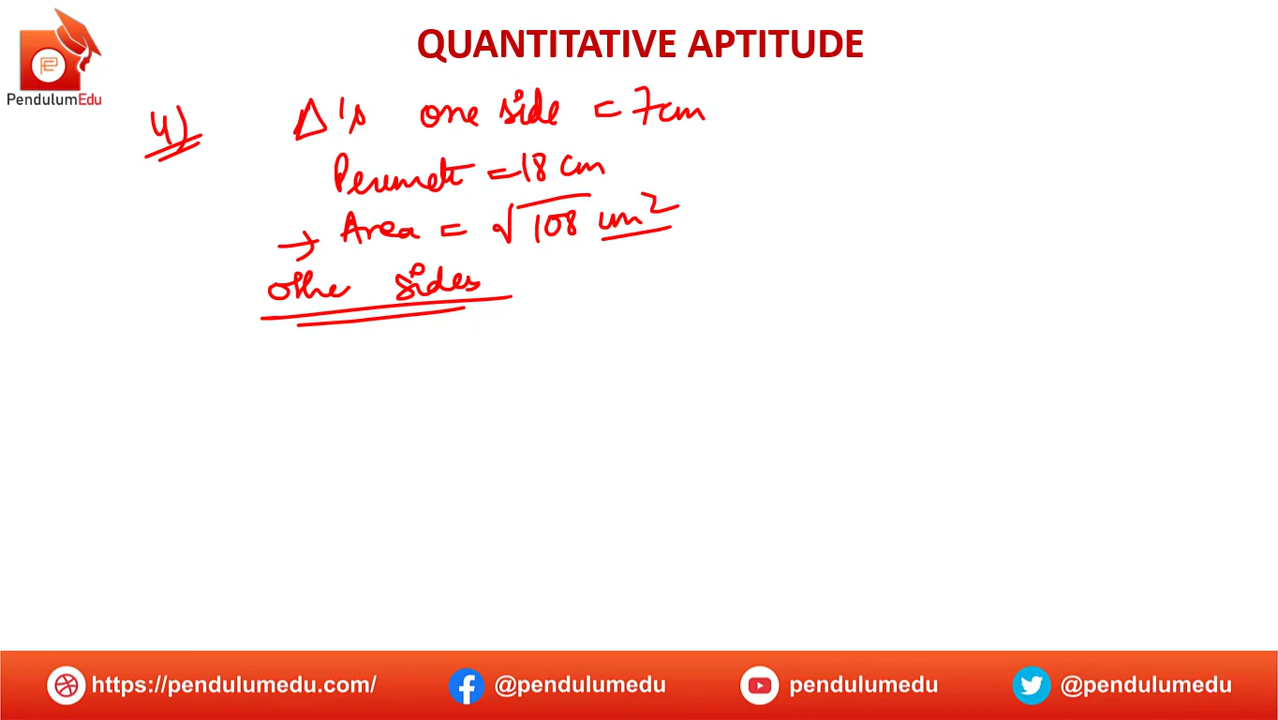 QUANTITATIVE APTITUDE
PendulumEdu
4) Δ's one side = 7cm
Perimet = 18 cm
→ Area = √108 cm²
othe sides
https://pendulumedu.com/
@pendulumedu
pendulumedu
@pendulumedu